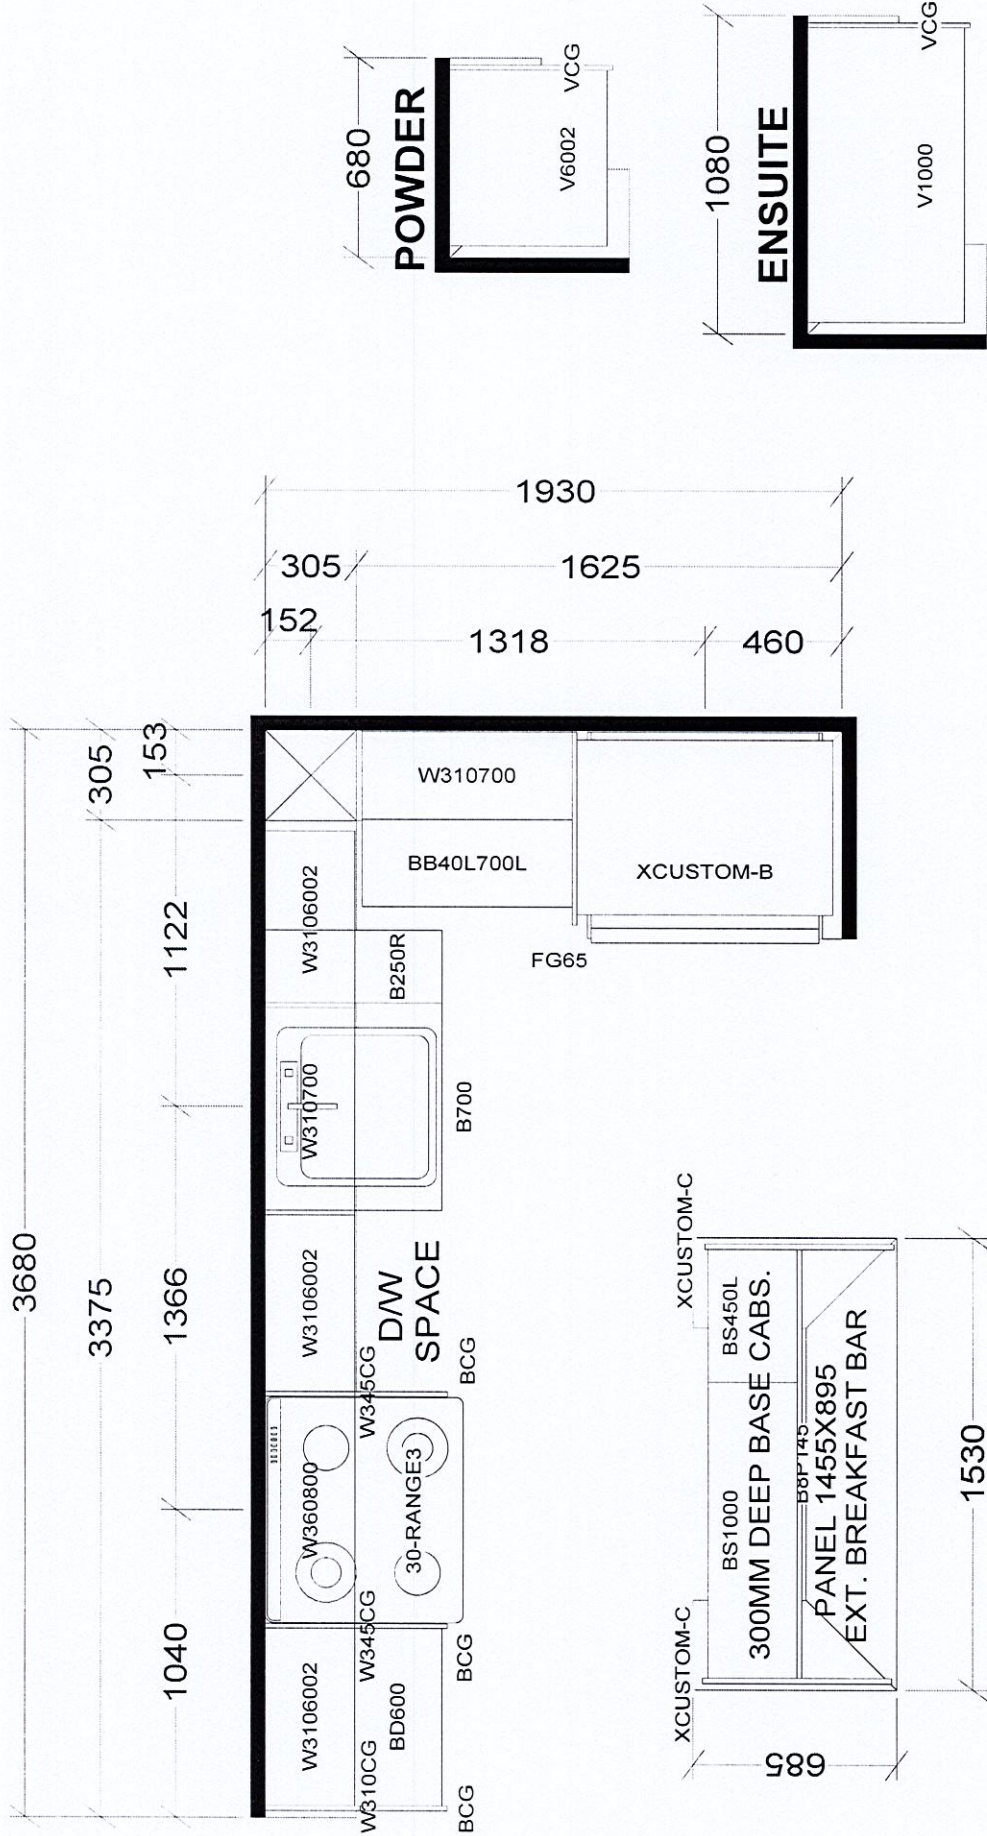 3680
3375
305
1040
1366
1122
153
W3106002
W360800
W3106002
W310700
W3106002
W310CG
W345CG
W345CG
BD600
30-RANGE3
D/W
SPACE
B250R
BCG
BCG
BCG
B700
W310700
BB40L700L
XCUSTOM-B
FG65
152
305
1318
1625
460
1930
XCUSTOM-C
XCUSTOM-C
BS1000
BS450L
300MM DEEP BASE CABS.
B8P145
PANEL 1455X895
EXT. BREAKFAST BAR
685
1530
680
POWDER
V6002
VCG
1080
ENSUITE
V1000
VCG